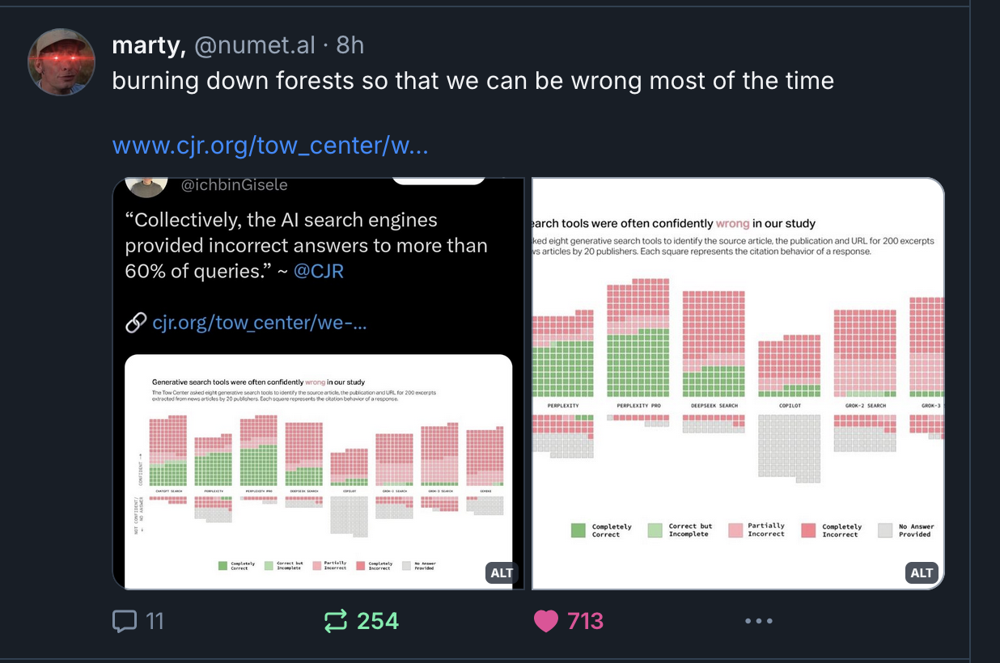 marty, @numet.al · 8h
burning down forests so that we can be wrong most of the time
www.cjr.org/tow_center/w...
@ichbinGisele
“Collectively, the AI search engines
provided incorrect answers to more than
60% of queries.” ~ @CJR
🔗 cjr.org/tow_center/we-...
Generative search tools were often confidently wrong in our study
The Tow Center asked eight generative search tools to identify the source article, the publication and URL for 200 excerpts
extracted from news articles by 20 publishers. Each square represents the citation behavior of a response.
CONFIDENT →
CHATGPT SEARCH
PERPLEXITY
PERPLEXITY PRO
DEEPSEEK SEARCH
COPILOT
GROK-2 SEARCH
GROK-3 SEARCH
GEMINI
NOT CONFIDENT/
← NO ANSWER
Completely
Correct
Correct but
Incomplete
Partially
Incorrect
Completely
Incorrect
No Answer
Provided
ALT
earch tools were often confidently wrong in our study
ked eight generative search tools to identify the source article, the publication and URL for 200 excerpts
ws articles by 20 publishers. Each square represents the citation behavior of a response.
PERPLEXITY
PERPLEXITY PRO
DEEPSEEK SEARCH
COPILOT
GROK-2 SEARCH
GROK-3
Completely
Correct
Correct but
Incomplete
Partially
Incorrect
Completely
Incorrect
No Answer
Provided
ALT
11
254
713